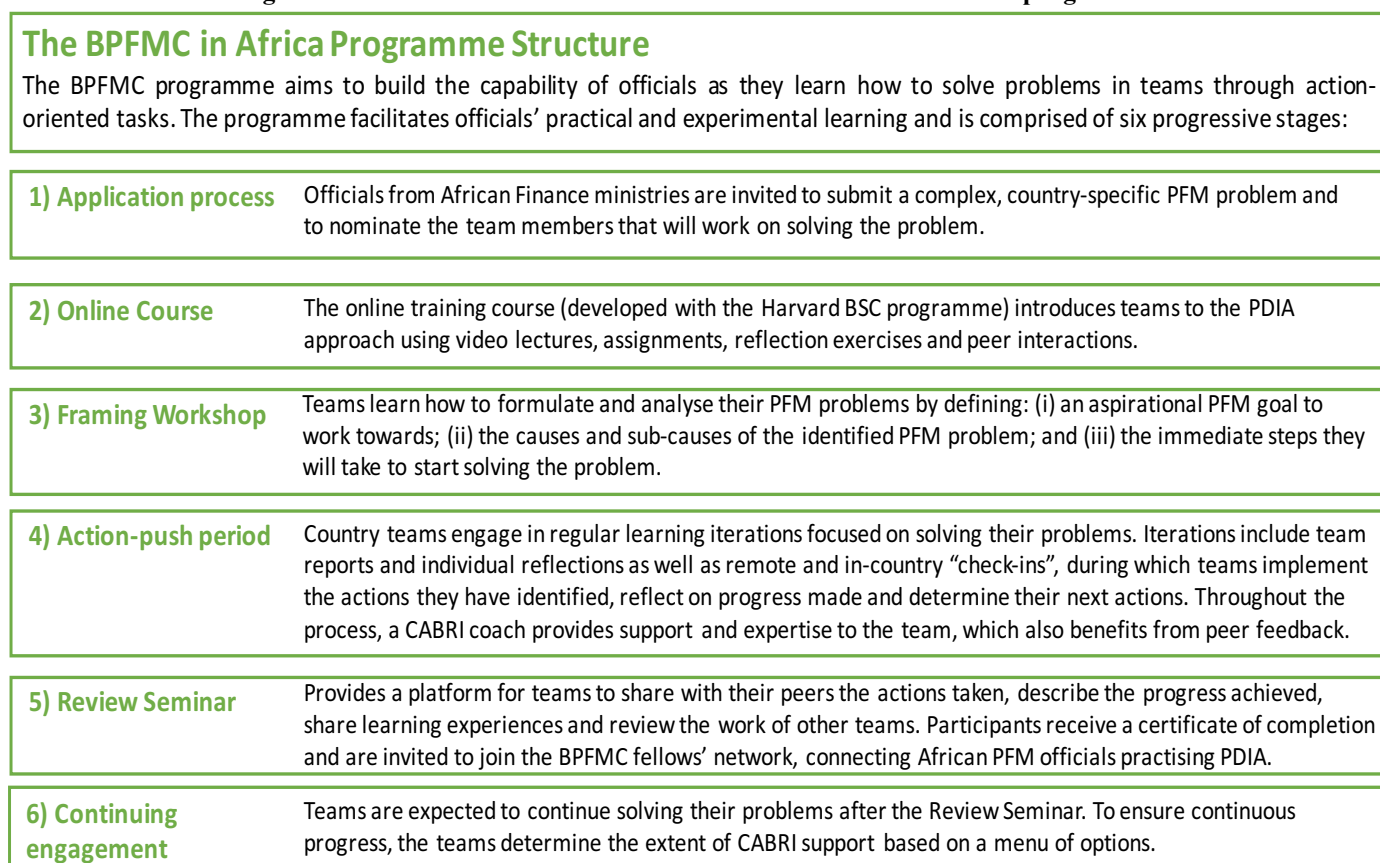 The BPFMC in Africa Programme Structure
The BPFMC programme aims to build the capability of officials as they learn how to solve problems in teams through action-
oriented tasks. The programme facilitates officials’ practical and experimental learning and is comprised of six progressive stages:
1) Application process
Officials from African Finance ministries are invited to submit a complex, country-specific PFM problem and
to nominate the team members that will work on solving the problem.
2) Online Course
The online training course (developed with the Harvard BSC programme) introduces teams to the PDIA
approach using video lectures, assignments, reflection exercises and peer interactions.
3) Framing Workshop
Teams learn how to formulate and analyse their PFM problems by defining: (i) an aspirational PFM goal to
work towards; (ii) the causes and sub-causes of the identified PFM problem; and (iii) the immediate steps they
will take to start solving the problem.
4) Action-push period
Country teams engage in regular learning iterations focused on solving their problems. Iterations include team
reports and individual reflections as well as remote and in-country “check-ins”, during which teams implement
the actions they have identified, reflect on progress made and determine their next actions. Throughout the
process, a CABRI coach provides support and expertise to the team, which also benefits from peer feedback.
5) Review Seminar
Provides a platform for teams to share with their peers the actions taken, describe the progress achieved,
share learning experiences and review the work of other teams. Participants receive a certificate of completion
and are invited to join the BPFMC fellows’ network, connecting African PFM officials practising PDIA.
6) Continuing
engagement
Teams are expected to continue solving their problems after the Review Seminar. To ensure continuous
progress, the teams determine the extent of CABRI support based on a menu of options.